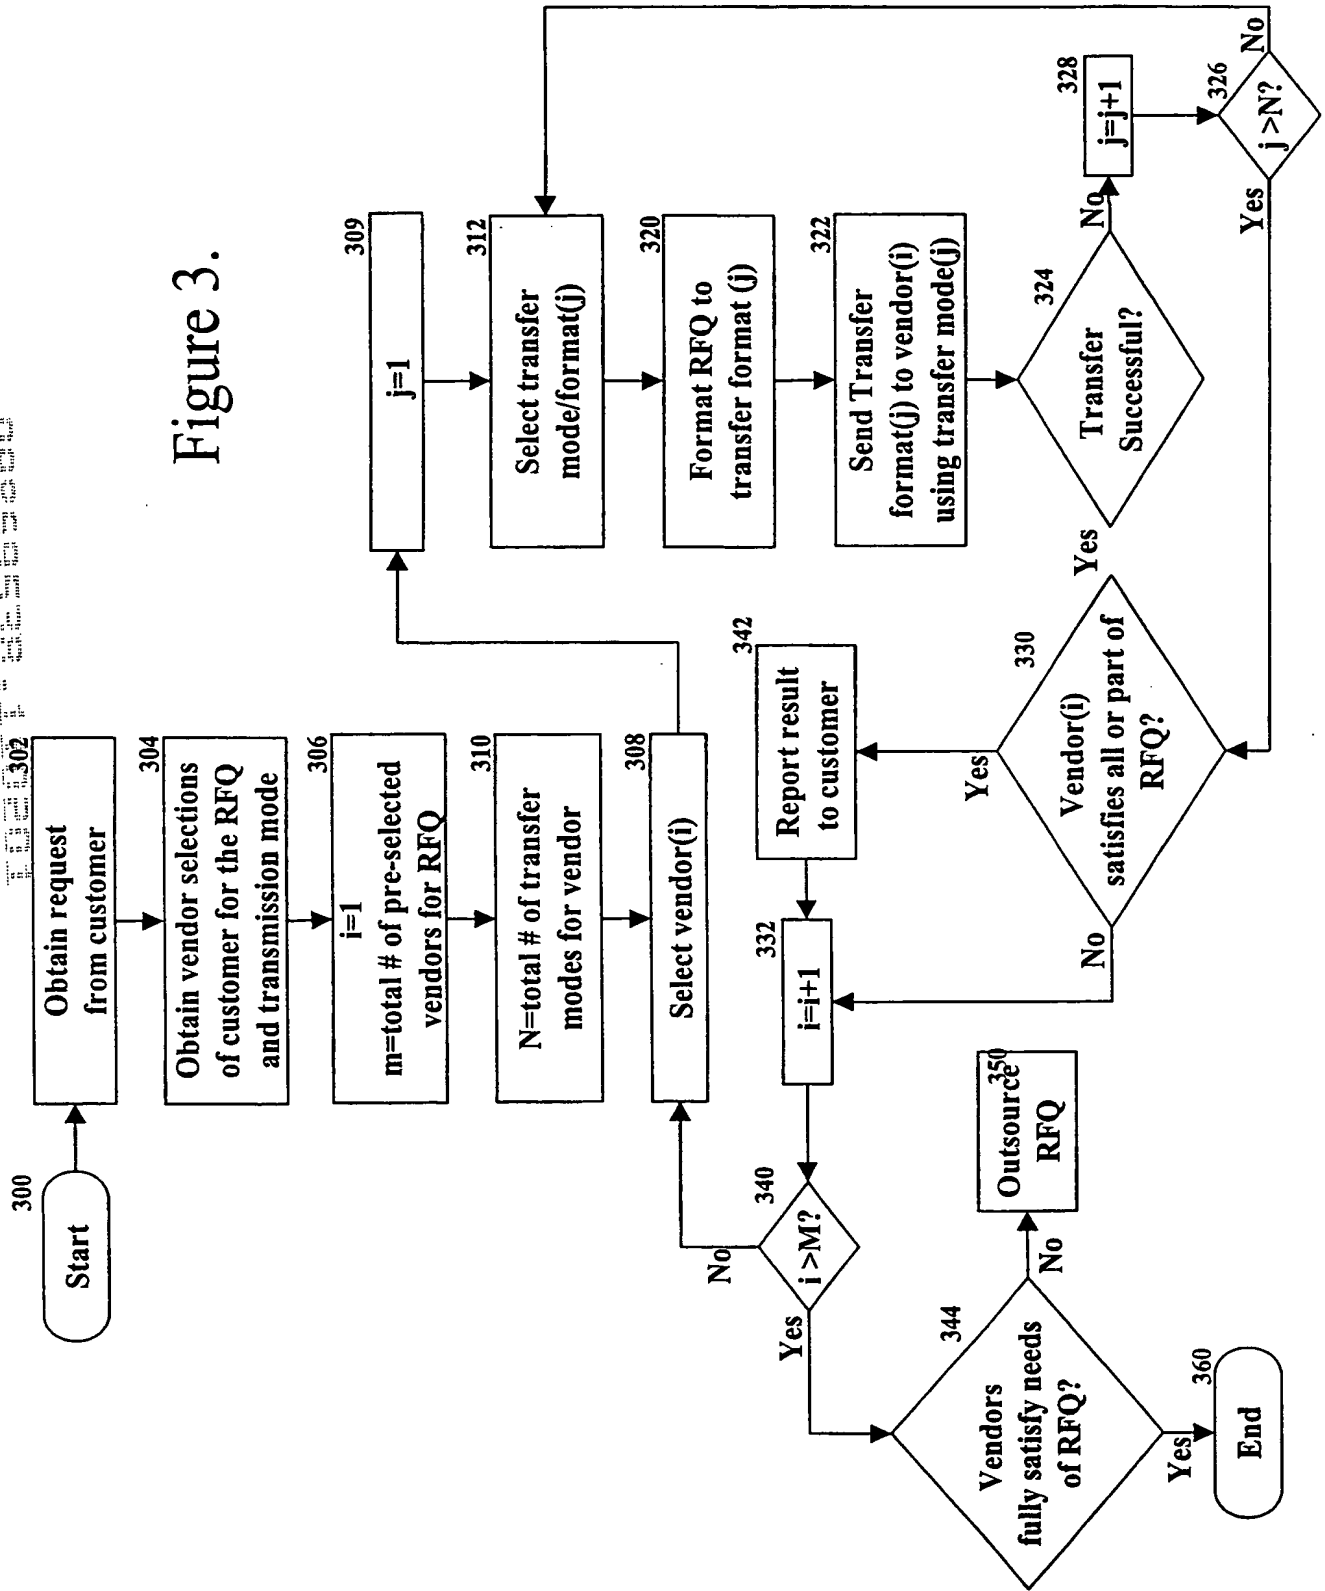 Figure 3.
300
Start
302
Obtain request
from customer
304
Obtain vendor selections
of customer for the RFQ
and transmission mode
306
i=1
m=total # of pre-selected
vendors for RFQ
310
N=total # of transfer
modes for vendor
308
Select vendor(i)
309
j=1
312
Select transfer
mode/format(j)
320
Format RFQ to
transfer format (j)
322
Send Transfer
format(j) to vendor(i)
using transfer mode(j)
324
Transfer
Successful?
No
Yes
328
j=j+1
326
j >N?
No
Yes
330
Vendor(i)
satisfies all or part of
RFQ?
Yes
No
342
Report result
to customer
332
i=i+1
340
i >M?
No
Yes
344
Vendors
fully satisfy needs
of RFQ?
No
Yes
350
Outsource
RFQ
360
End